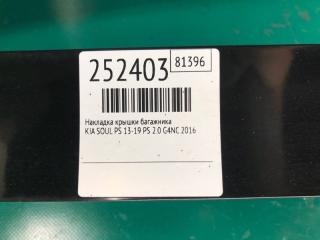 252403 81396
Накладка крышки багажника
KIA SOUL PS 13-19 PS 2.0 G4NC 2016